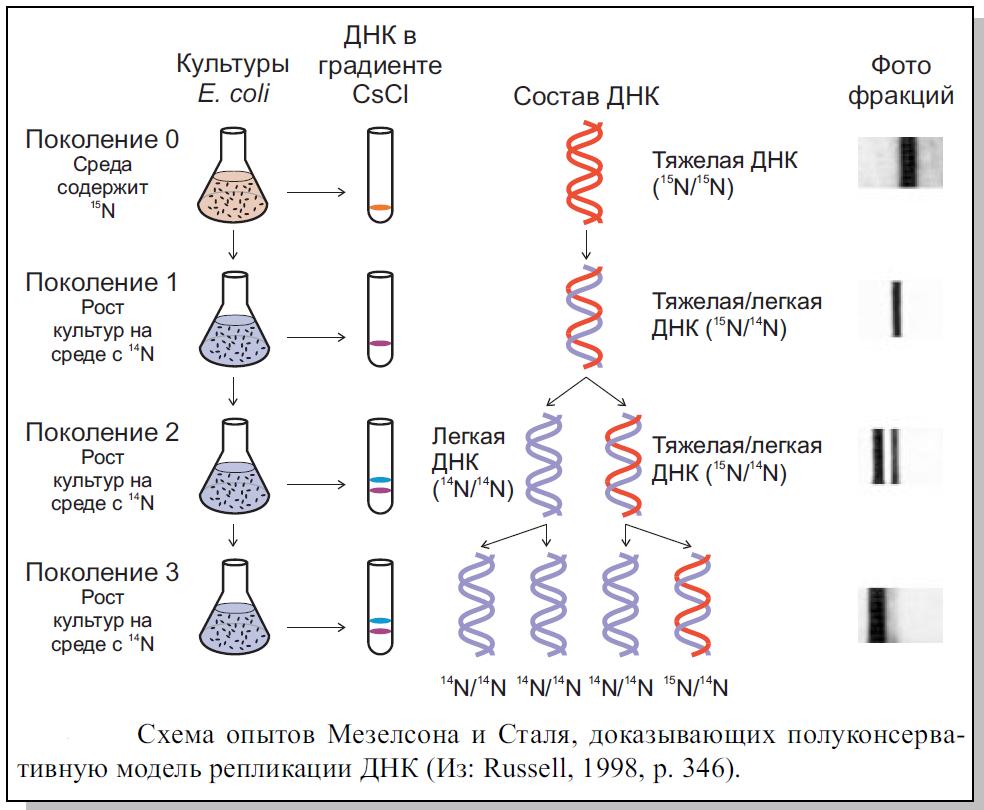 Культуры
E. coli
ДНК в
градиенте
CsCl
Состав ДНК
Фото
фракций
Поколение 0
Среда
содержит
¹⁵N
Тяжелая ДНК
(¹⁵N/¹⁵N)
Поколение 1
Рост
культур на
среде с ¹⁴N
Тяжелая/легкая
ДНК (¹⁵N/¹⁴N)
Поколение 2
Рост
культур на
среде с ¹⁴N
Легкая
ДНК
(¹⁴N/¹⁴N)
Тяжелая/легкая
ДНК (¹⁵N/¹⁴N)
Поколение 3
Рост
культур на
среде с ¹⁴N
¹⁴N/¹⁴N ¹⁴N/¹⁴N ¹⁴N/¹⁴N ¹⁵N/¹⁴N
Схема опытов Мезелсона и Сталя, доказывающих полуконсерва-
тивную модель репликации ДНК (Из: Russell, 1998, p. 346).